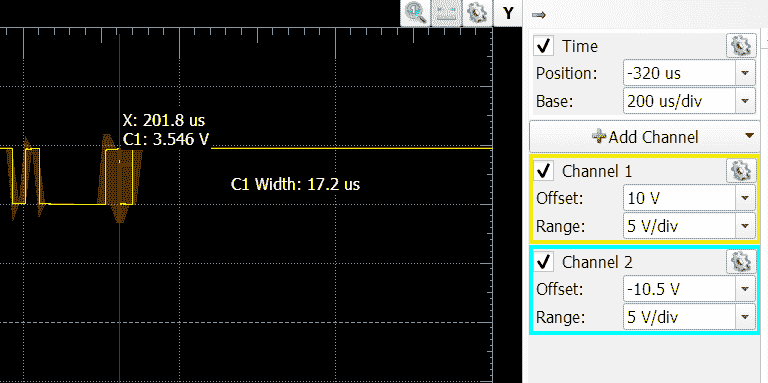 Y
Time
Position: -320 us
Base: 200 us/div
Add Channel
Channel 1
Offset: 10 V
Range: 5 V/div
Channel 2
Offset: -10.5 V
Range: 5 V/div
X: 201.8 us
C1: 3.546 V
C1 Width: 17.2 us